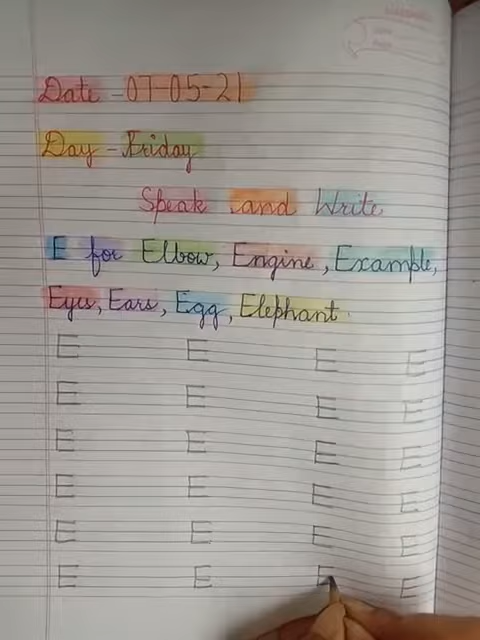 Date - 07-05-21
Day - Friday
Speak and Write
E for Elbow, Engine, Example,
Eyes, Ears, Egg, Elephant.
E E E E
E E E E
E E E E
E E E E
E E E E
E E E E